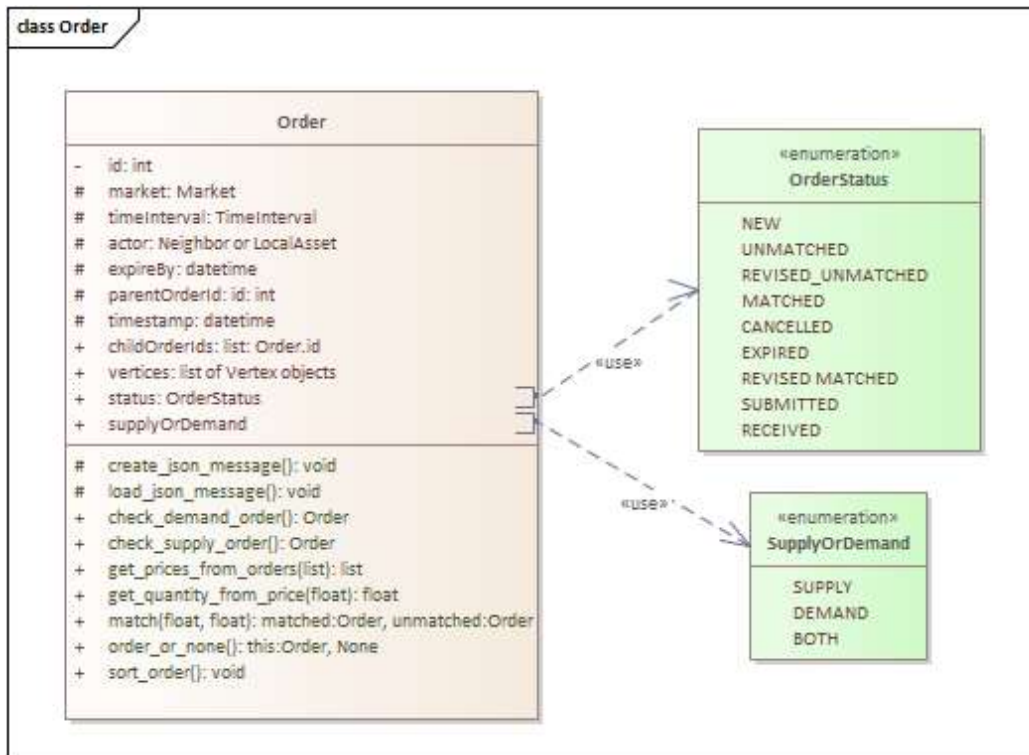 class Order
Order
- id: int
# market: Market
# timeInterval: TimeInterval
# actor: Neighbor or LocalAsset
# expireBy: datetime
# parentOrderId: id: int
# timestamp: datetime
+ childOrderIds: list: Order.id
+ vertices: list of Vertex objects
+ status: OrderStatus
+ supplyOrDemand
# create_json_message(): void
# load_json_message(): void
+ check_demand_order(): Order
+ check_supply_order(): Order
+ get_prices_from_orders(list): list
+ get_quantity_from_price(float): float
+ match(float, float): matched:Order, unmatched:Order
+ order_or_none(): this:Order, None
+ sort_order(): void
«use»
«use»
«enumeration»
OrderStatus
NEW
UNMATCHED
REVISED_UNMATCHED
MATCHED
CANCELLED
EXPIRED
REVISED MATCHED
SUBMITTED
RECEIVED
«enumeration»
SupplyOrDemand
SUPPLY
DEMAND
BOTH